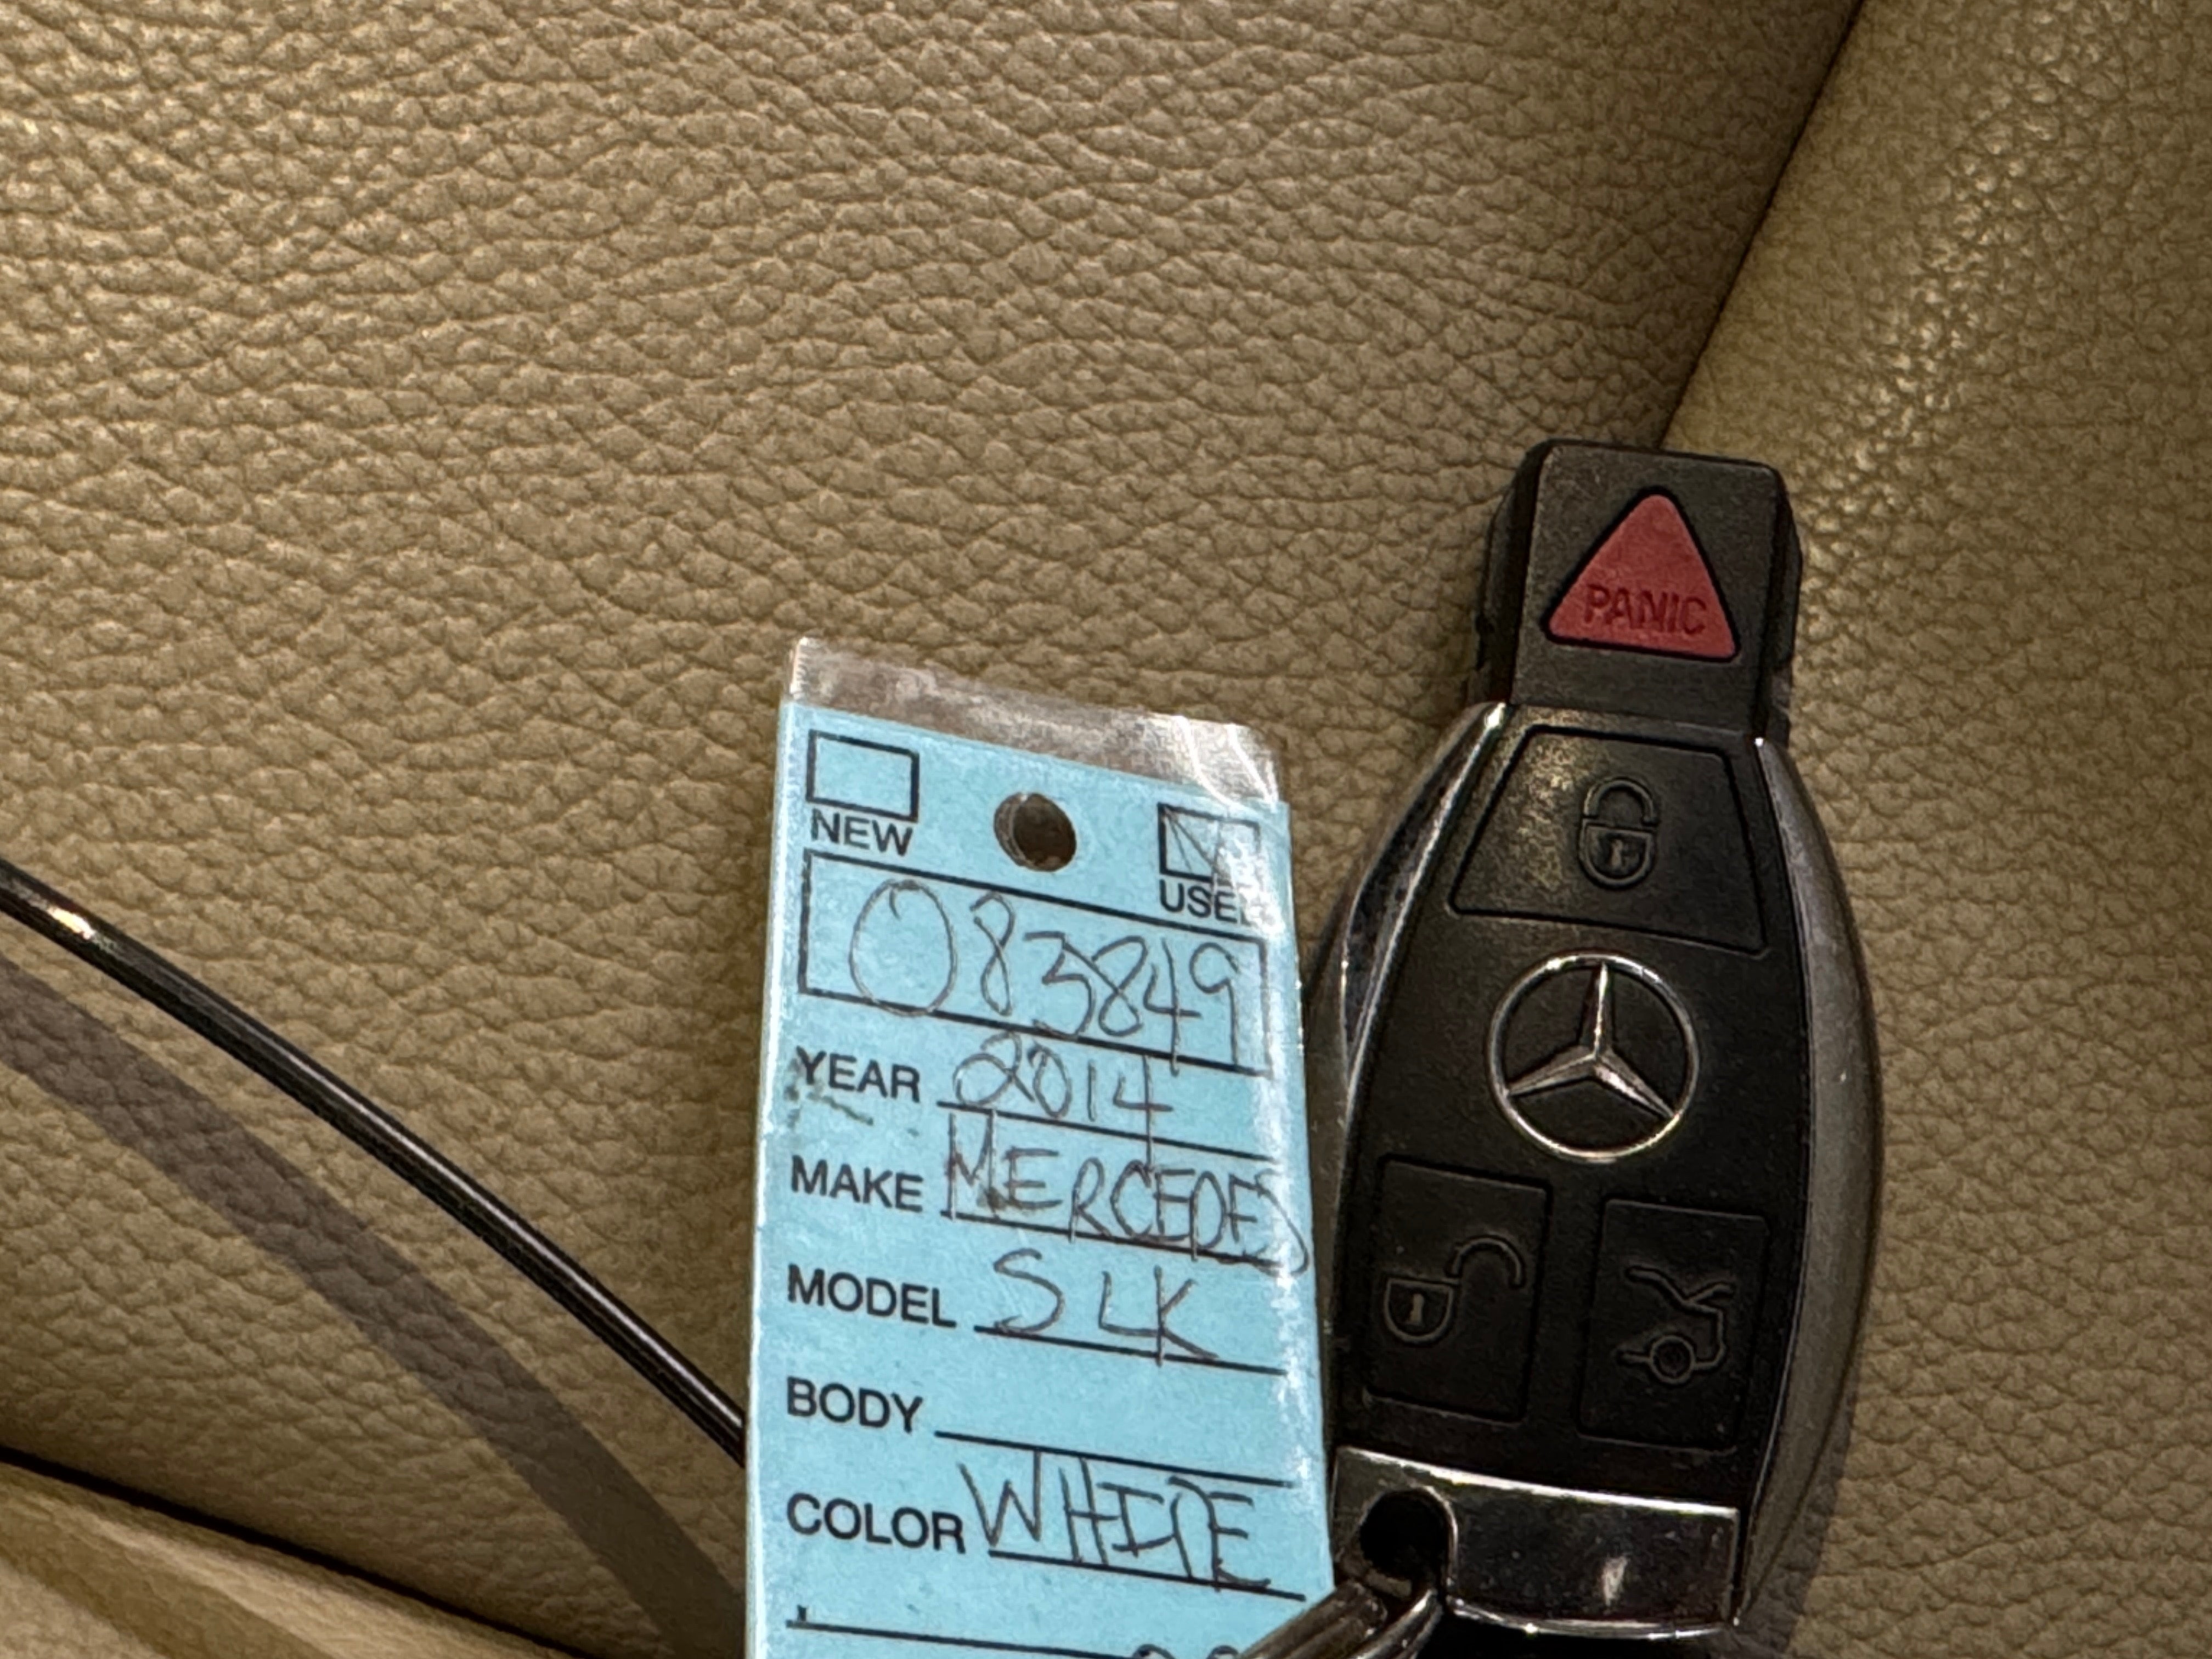 PANIC
NEW
USED
083849
YEAR 2014
MAKE MERCEDES
MODEL SLK
BODY
COLOR WHITE